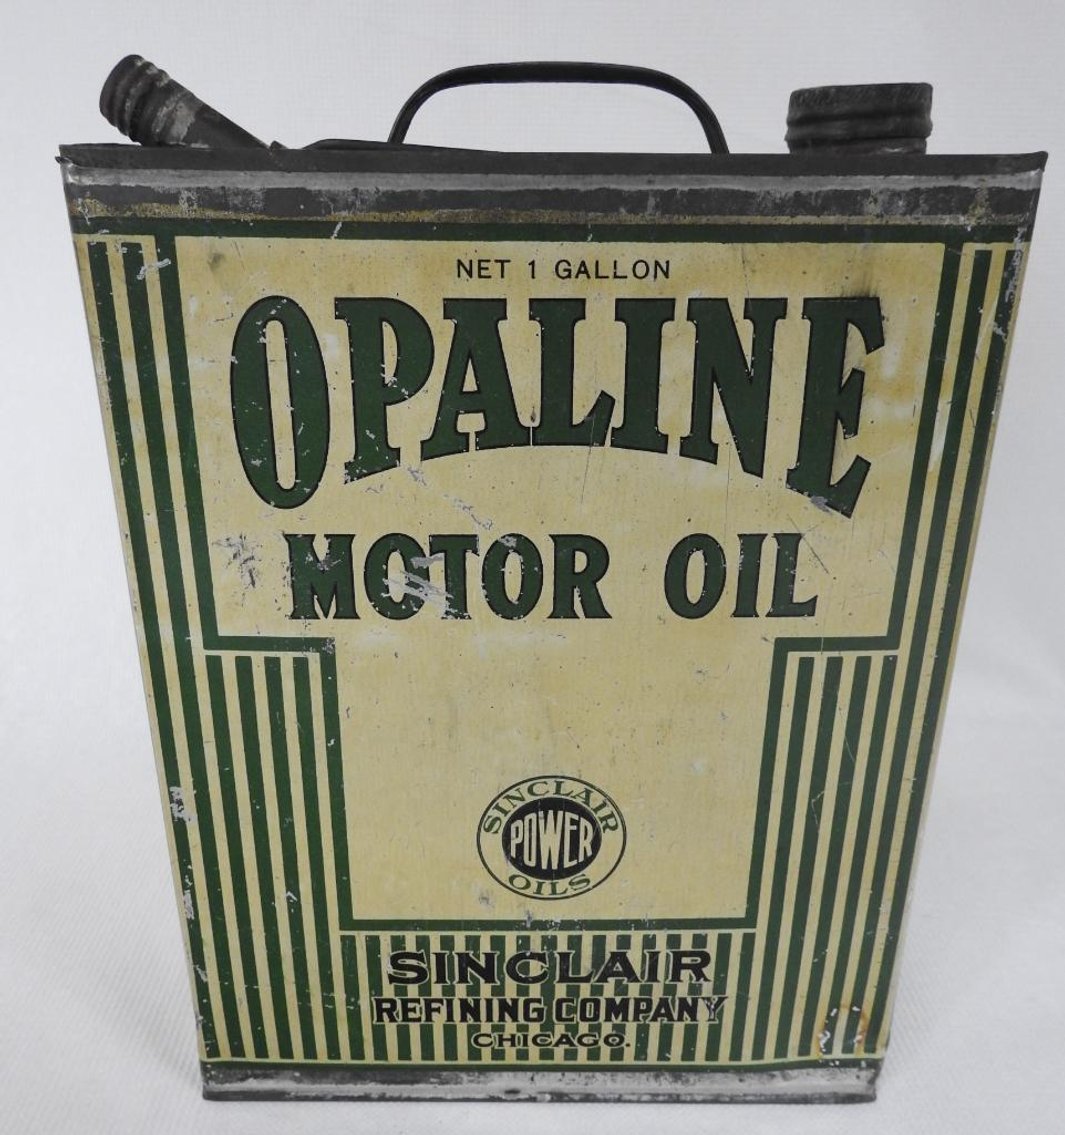 NET 1 GALLON
OPALINE
MOTOR OIL
SINCLAIR
POWER
OILS
SINCLAIR
REFINING COMPANY
CHICAGO.